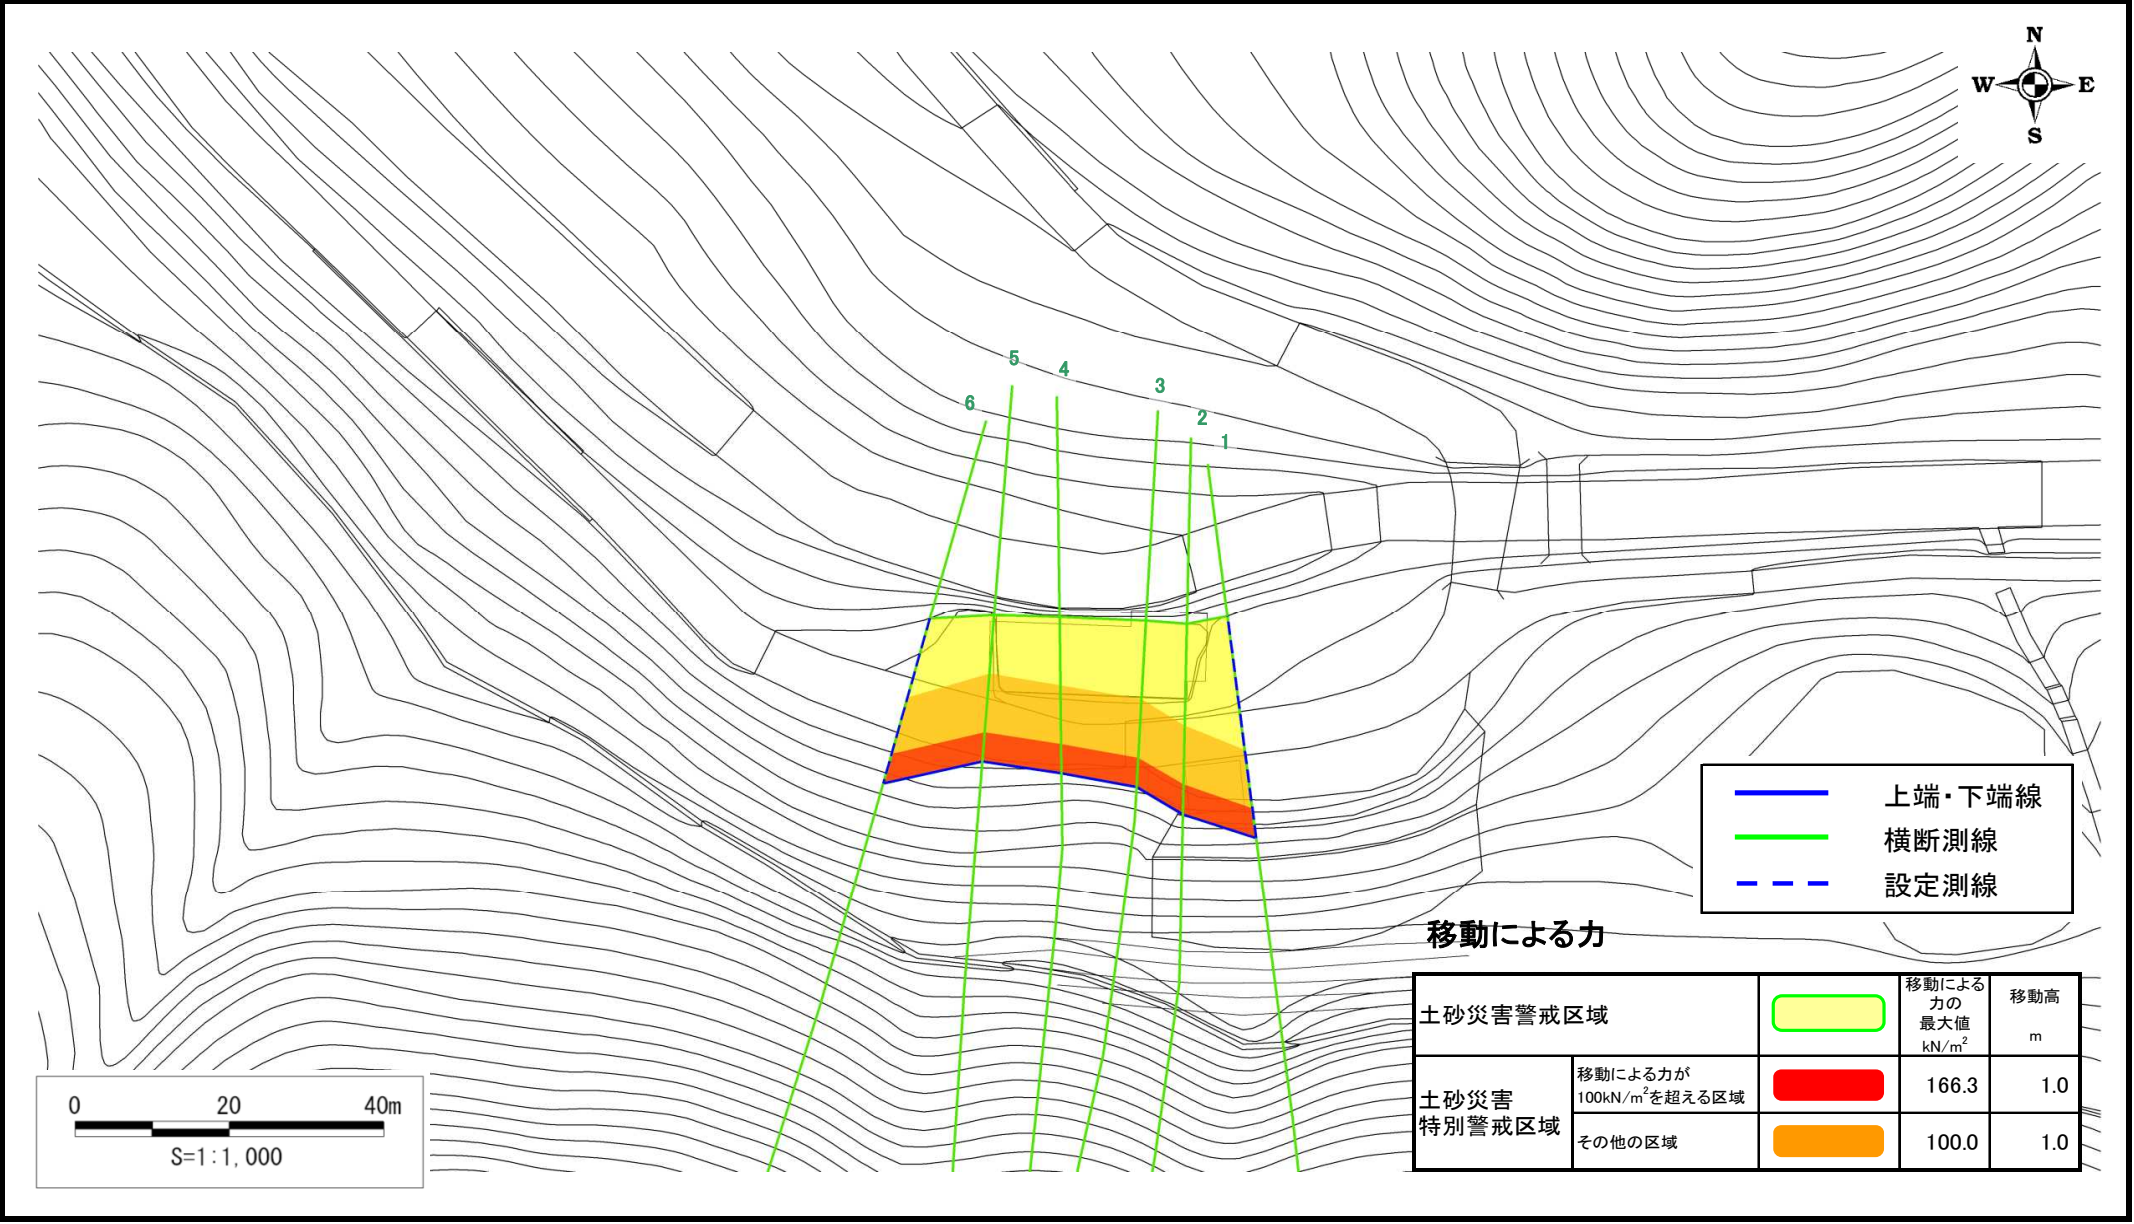 N
W E
S
5
4
3
6
2
1
上端・下端線
横断測線
設定測線
移動による力
土砂災害警戒区域
移動による
力の
最大値
kN/m²
移動高
m
土砂災害
特別警戒区域
移動による力が
100kN/m²を超える区域
166.3
1.0
その他の区域
100.0
1.0
0 20 40m
S=1:1,000